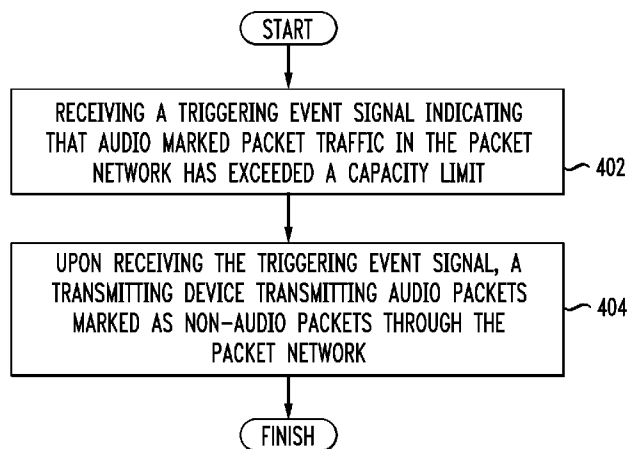 START
RECEIVING A TRIGGERING EVENT SIGNAL INDICATING
THAT AUDIO MARKED PACKET TRAFFIC IN THE PACKET
NETWORK HAS EXCEEDED A CAPACITY LIMIT
402
UPON RECEIVING THE TRIGGERING EVENT SIGNAL, A
TRANSMITTING DEVICE TRANSMITTING AUDIO PACKETS
MARKED AS NON-AUDIO PACKETS THROUGH THE
PACKET NETWORK
404
FINISH